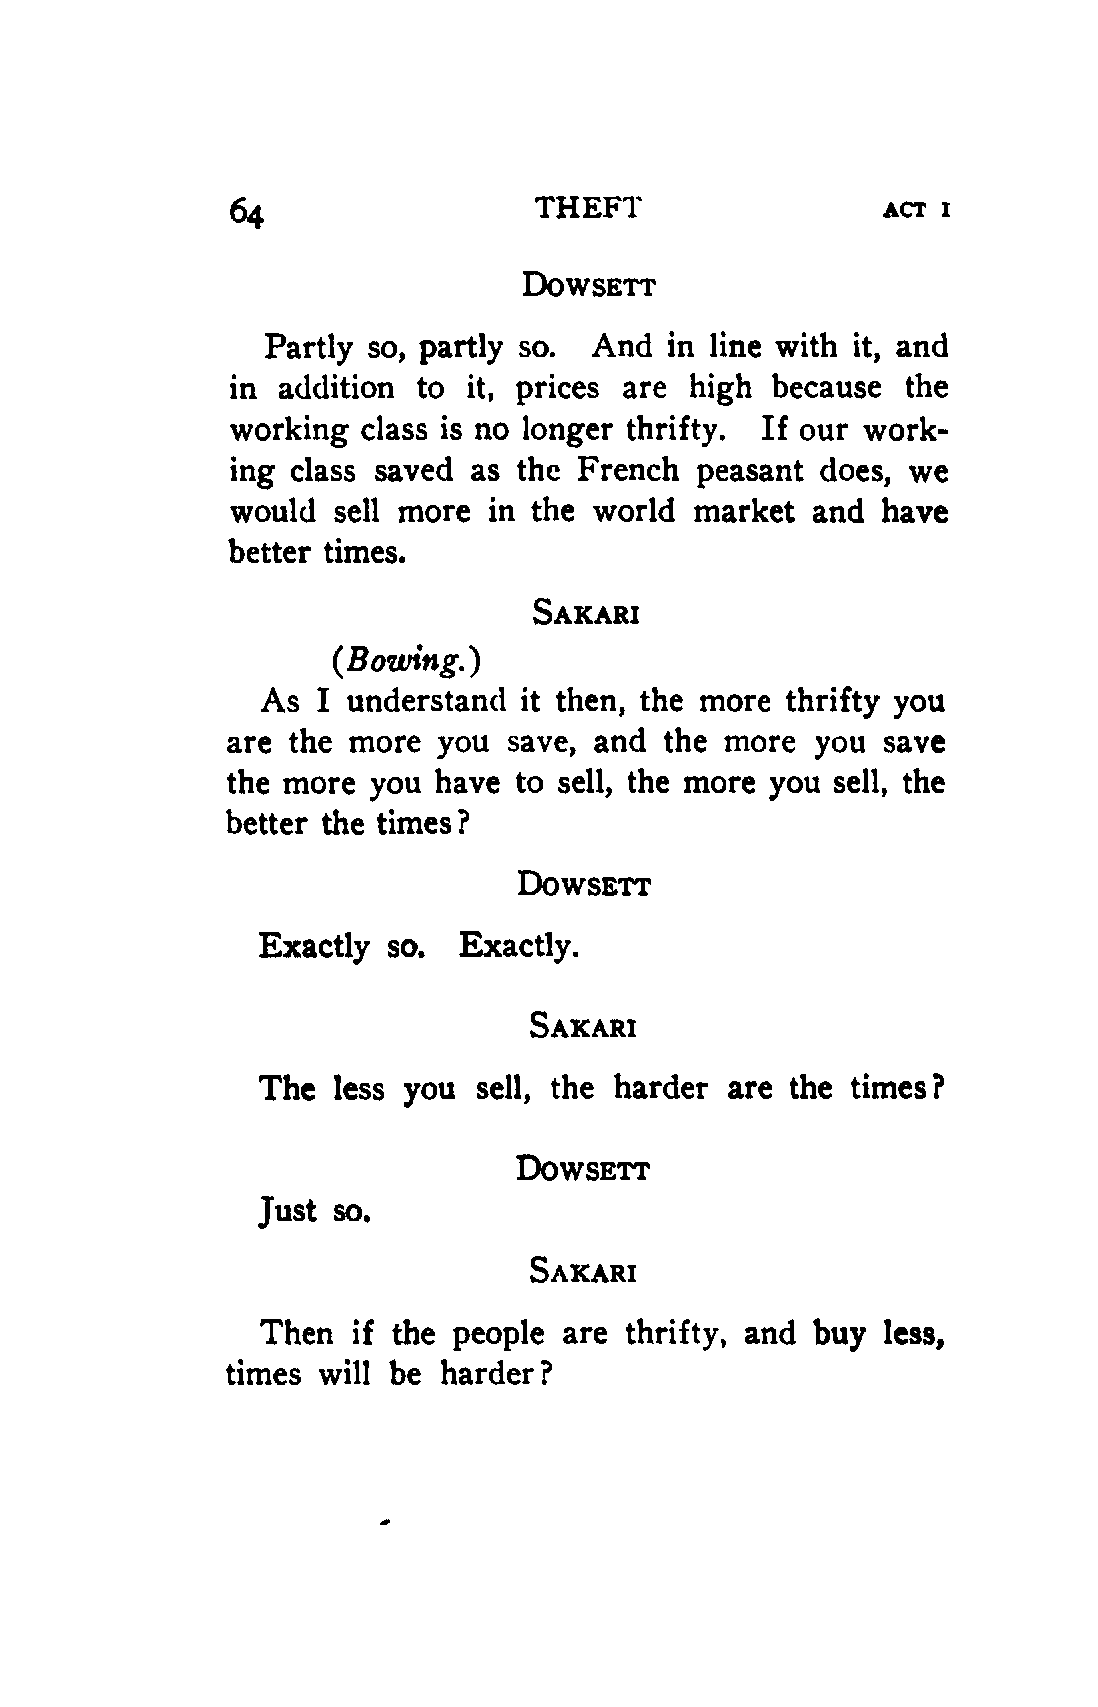 64 THEFT ACT I
DOWSETT
Partly so, partly so. And in line with it, and
in addition to it, prices are high because the
working class is no longer thrifty. If our work-
ing class saved as the French peasant does, we
would sell more in the world market and have
better times.
SAKARI
(Bowing.)
As I understand it then, the more thrifty you
are the more you save, and the more you save
the more you have to sell, the more you sell, the
better the times?
DOWSETT
Exactly so. Exactly.
SAKARI
The less you sell, the harder are the times?
DOWSETT
Just so.
SAKARI
Then if the people are thrifty, and buy less,
times will be harder?